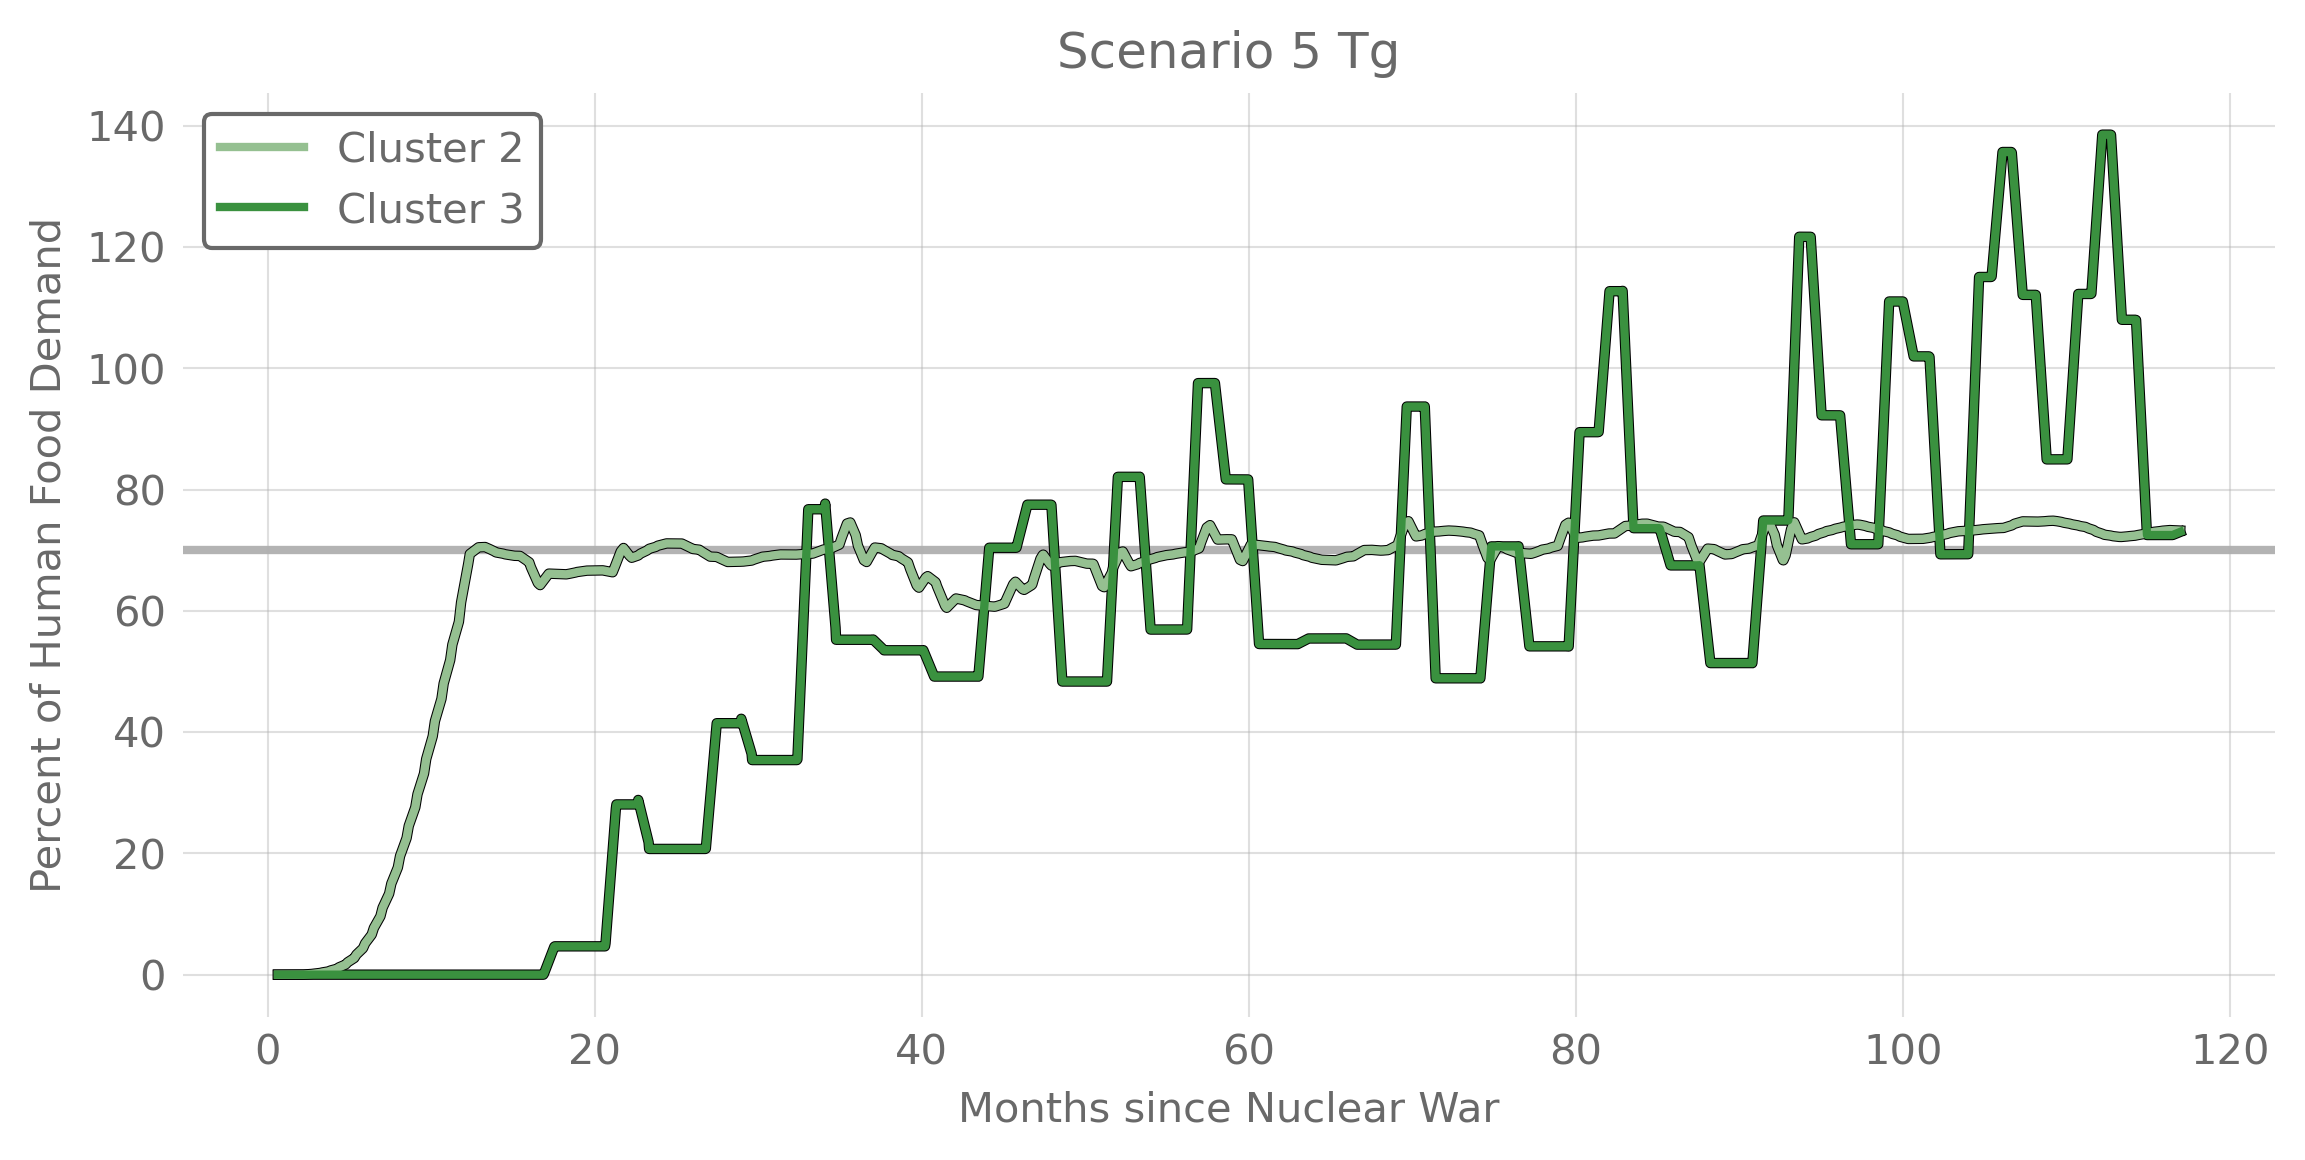 Scenario 5 Tg
Cluster 2
Cluster 3
Percent of Human Food Demand
140
120
100
80
60
40
20
0
0 20 40 60 80 100 120
Months since Nuclear War